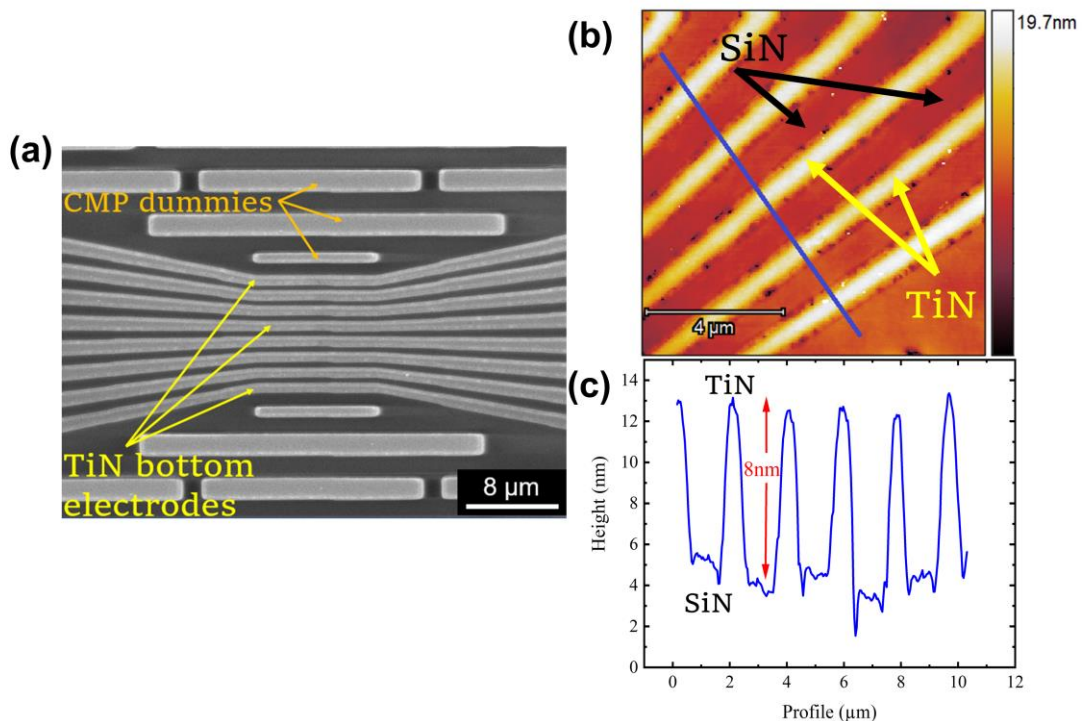 (a)
CMP dummies
TiN bottom
electrodes
8 µm
(b)
19.7nm
SiN
TiN
4 µm
(c)
14
12
10
8
6
4
2
0
Height (nm)
TiN
8nm
SiN
0
2
4
6
8
10
12
Profile (µm)